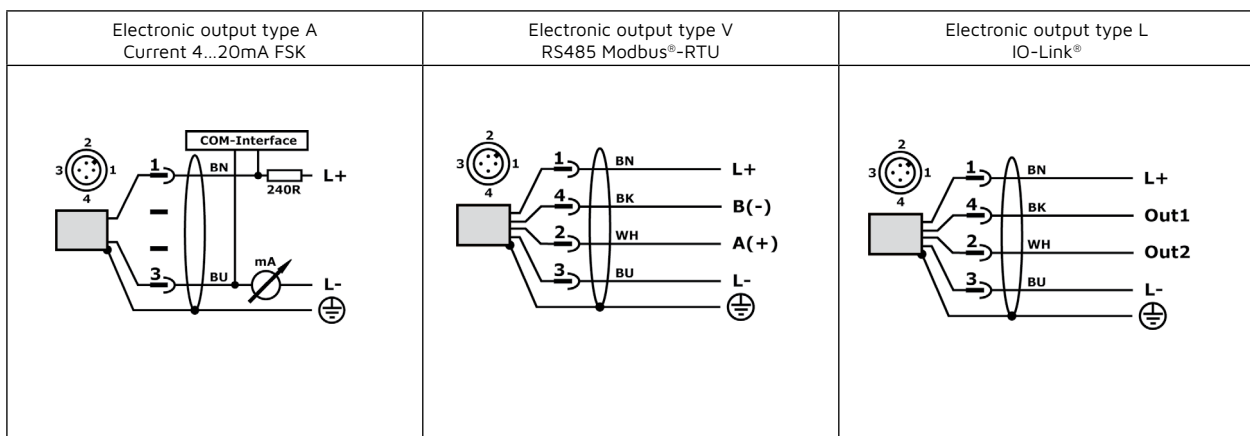 Electronic output type A
Current 4...20mA FSK
Electronic output type V
RS485 Modbus®-RTU
Electronic output type L
IO-Link®
2
3
1
4
COM-Interface
1
BN
240R
L+
3
BU
mA
L-
2
3
1
4
1
BN
L+
4
BK
B(-)
2
WH
A(+)
3
BU
L-
2
3
1
4
1
BN
L+
4
BK
Out1
2
WH
Out2
3
BU
L-